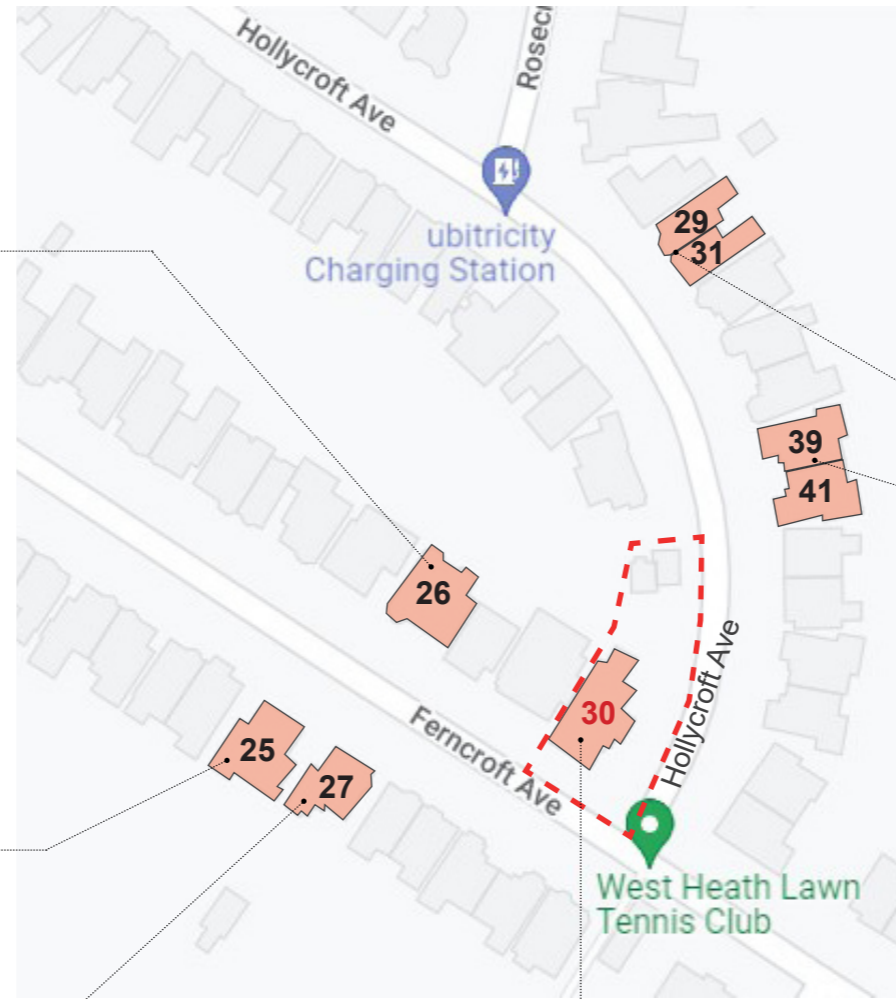 Hollycroft Ave
Rosecr
ubitricity
Charging Station
29
31
39
41
26
30
Hollycroft Ave
Ferncroft Ave
25
27
West Heath Lawn
Tennis Club